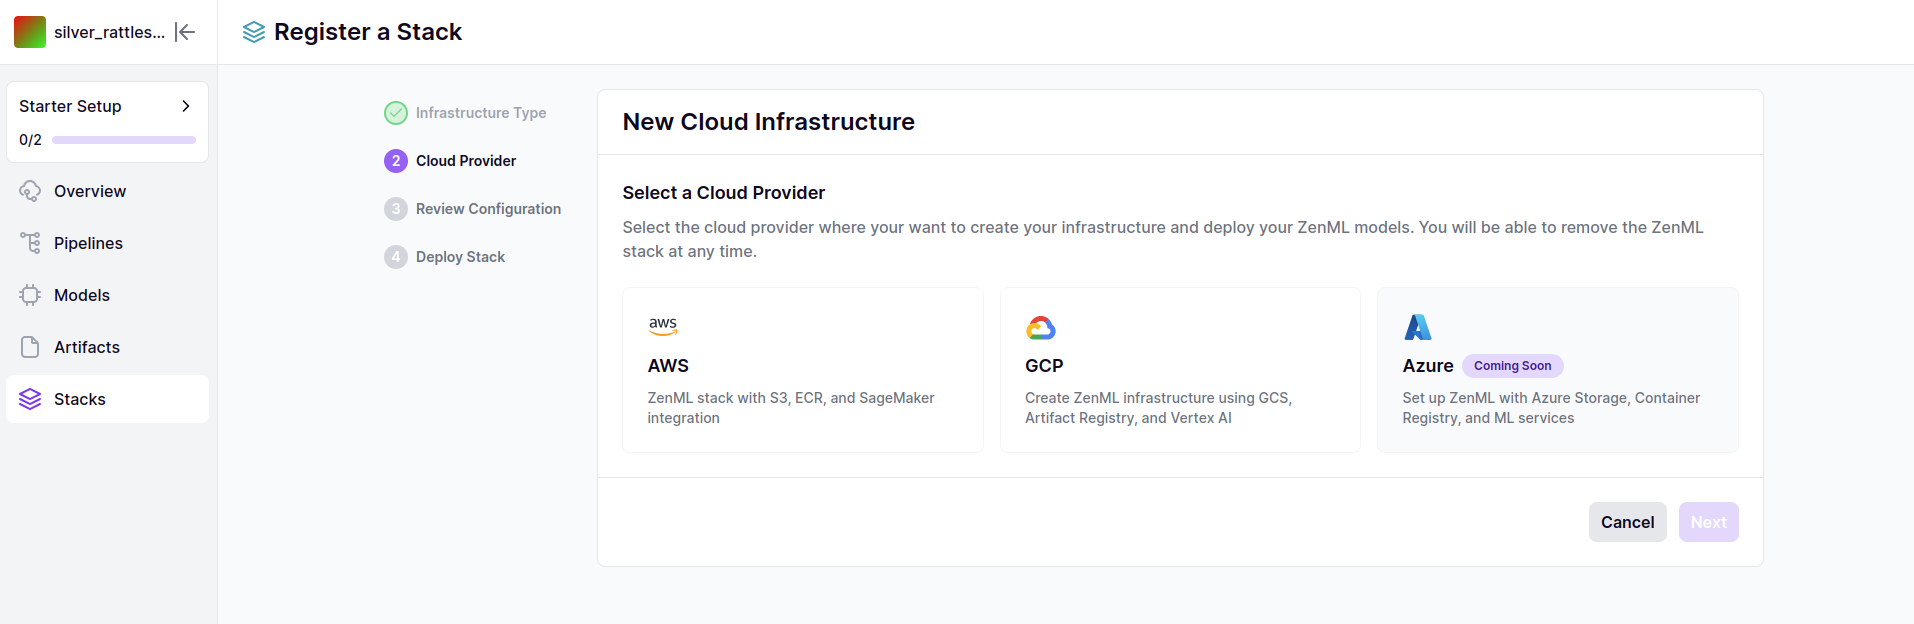 silver_rattles...
Register a Stack
Starter Setup
0/2
Overview
Pipelines
Models
Artifacts
Stacks
Infrastructure Type
2 Cloud Provider
3 Review Configuration
4 Deploy Stack
New Cloud Infrastructure
Select a Cloud Provider
Select the cloud provider where your want to create your infrastructure and deploy your ZenML models. You will be able to remove the ZenML
stack at any time.
aws
AWS
ZenML stack with S3, ECR, and SageMaker
integration
GCP
Create ZenML infrastructure using GCS,
Artifact Registry, and Vertex AI
Azure Coming Soon
Set up ZenML with Azure Storage, Container
Registry, and ML services
Cancel
Next